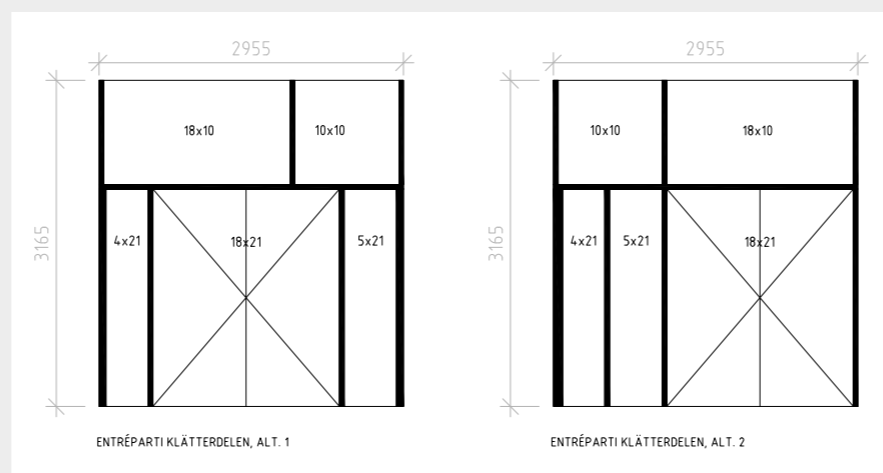 2955
3165
18x10
10x10
4x21
18x21
5x21
ENTRÉPARTI KLÄTTERDELEN, ALT. 1
2955
3165
10x10
18x10
4x21
5x21
18x21
ENTRÉPARTI KLÄTTERDELEN, ALT. 2